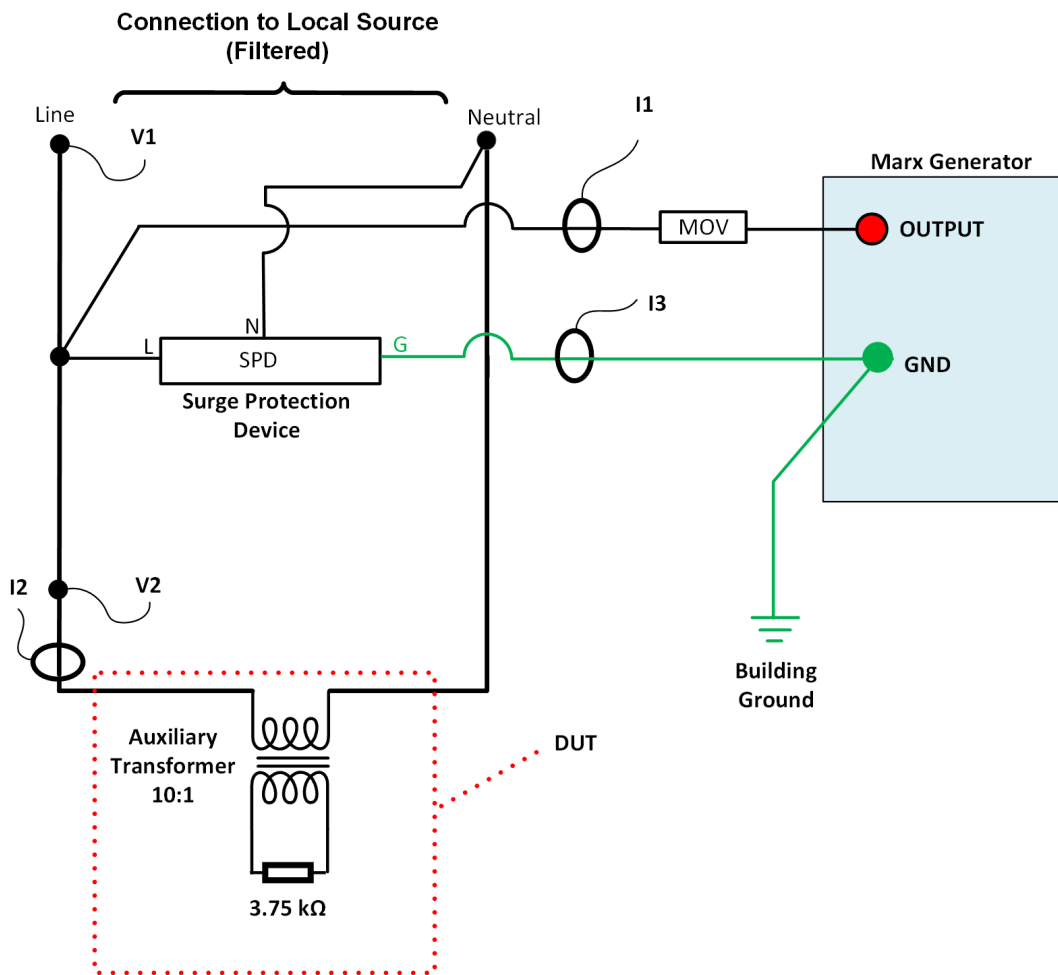 Connection to Local Source
(Filtered)
Line
V1
Neutral
I1
Marx Generator
MOV
OUTPUT
I3
N
L
SPD
G
GND
Surge Protection
Device
I2
V2
Building
Ground
Auxiliary
Transformer
10:1
DUT
3.75 kΩ